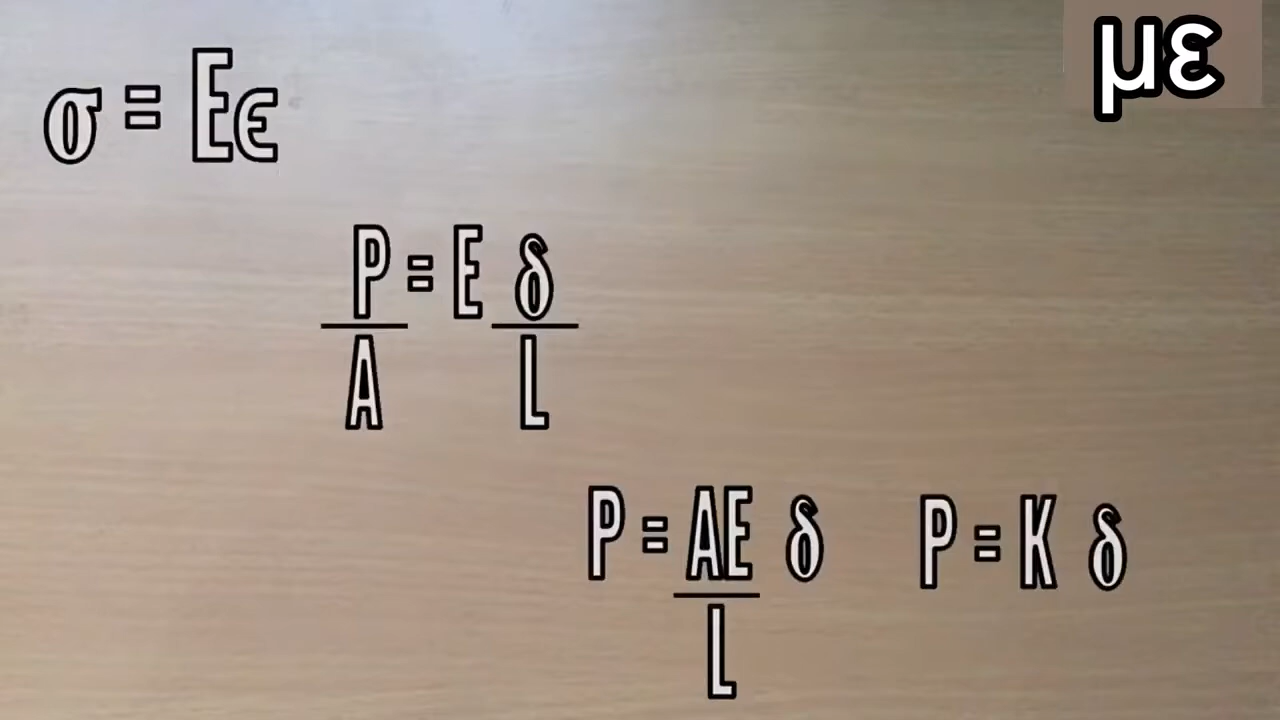 με
σ = Eϵ
P/A = E δ/L
P = AE/L δ
P = K δ